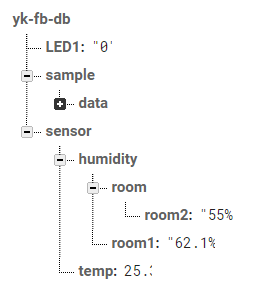 yk-fb-db
LED1: "0"
sample
data
sensor
humidity
room
room2: "55%
room1: "62.1%
temp: 25.